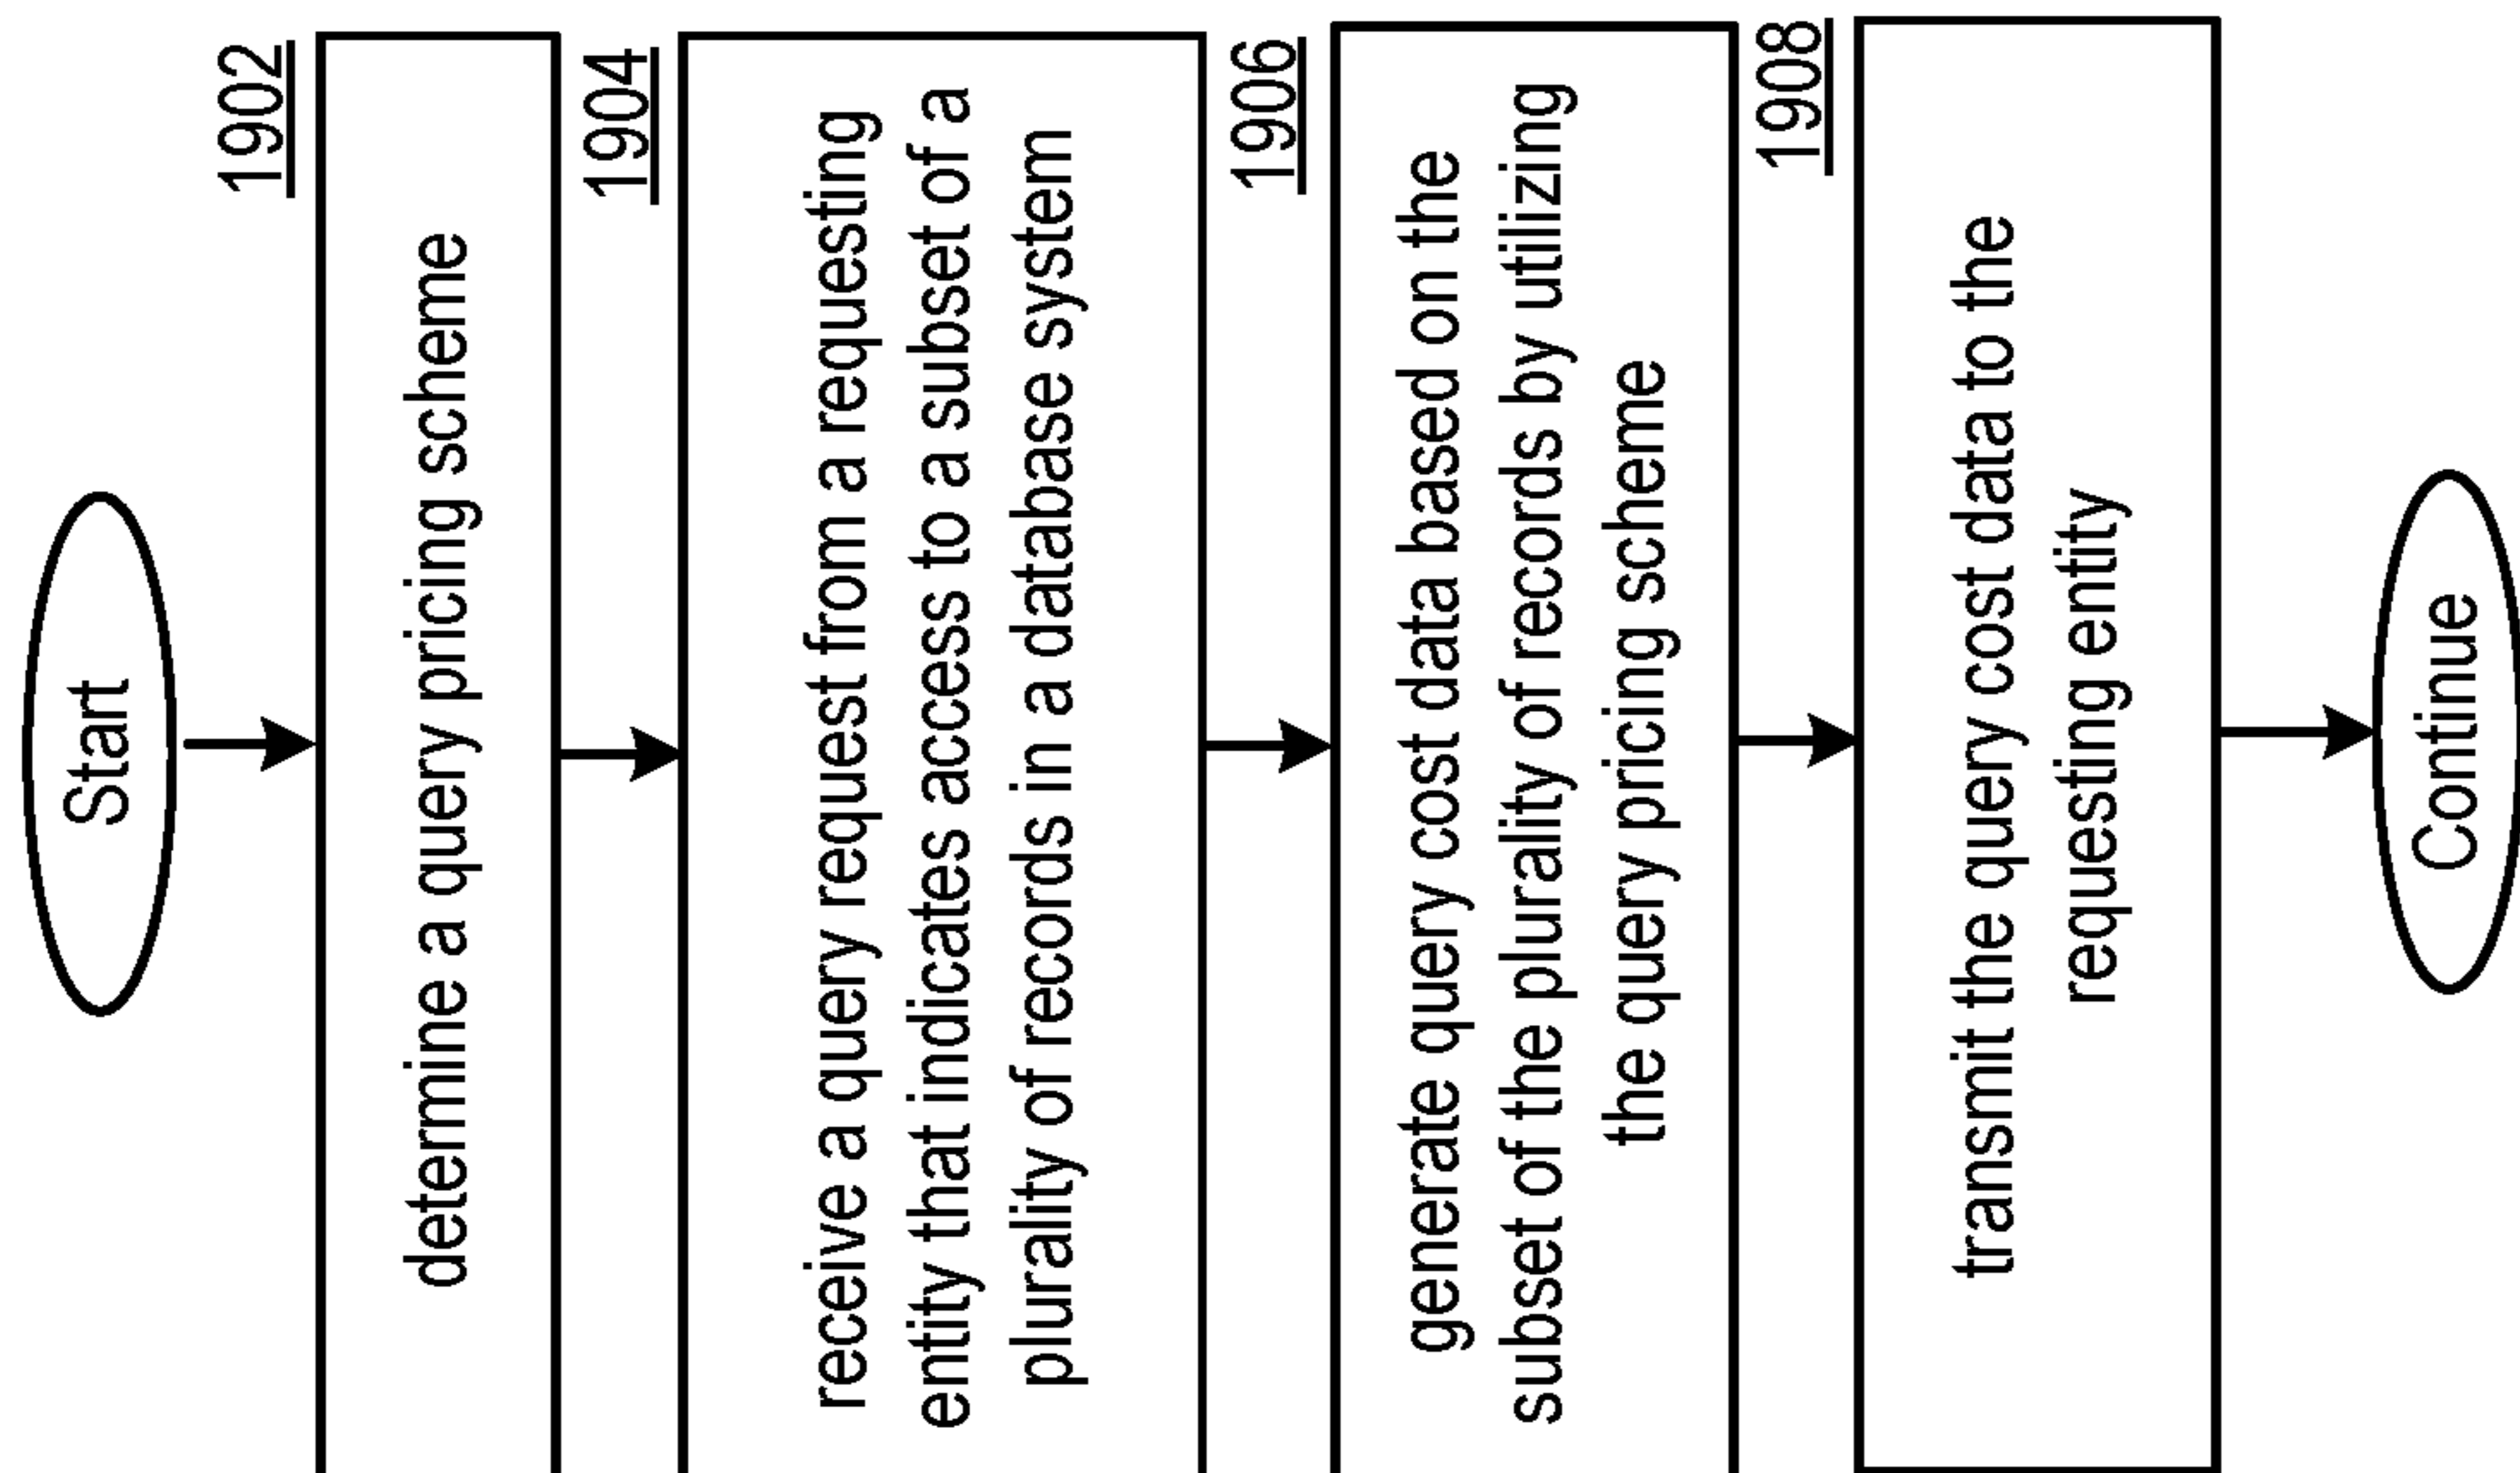 Start
1902
determine a query pricing scheme
1904
receive a query request from a requesting
entity that indicates access to a subset of a
plurality of records in a database system
1906
generate query cost data based on the
subset of the plurality of records by utilizing
the query pricing scheme
1908
transmit the query cost data to the
requesting entity
Continue